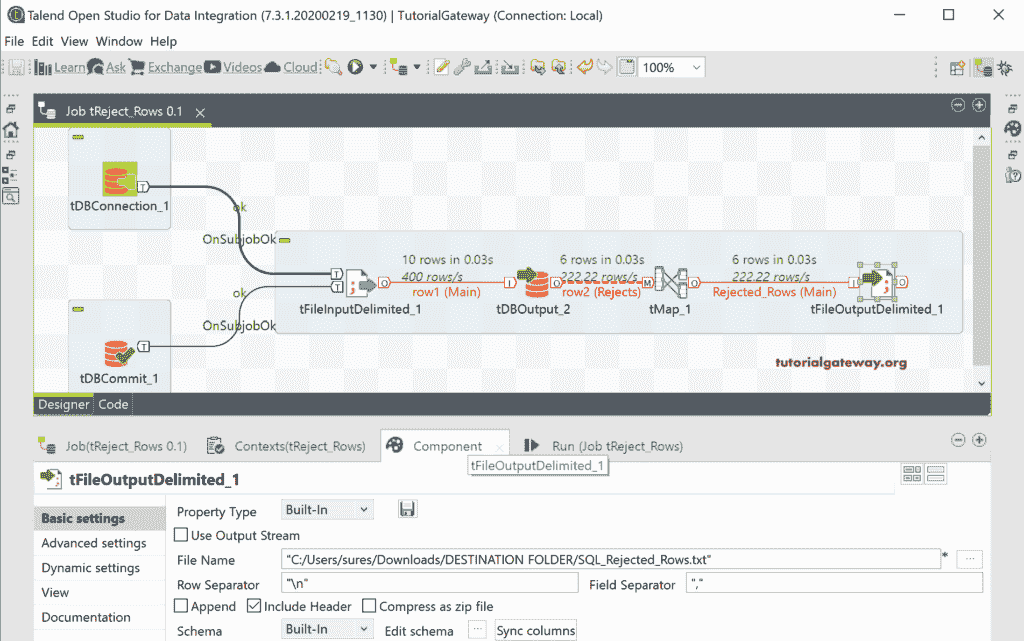 Talend Open Studio for Data Integration (7.3.1.20200219_1130) | TutorialGateway (Connection: Local)
File Edit View Window Help
Learn Ask Exchange Videos Cloud 100%
Job tReject_Rows 0.1
tDBConnection_1
ok
OnSubjobOk
10 rows in 0.03s 6 rows in 0.03s 6 rows in 0.03s
400 rows/s 222.22 rows/s 222.22 rows/s
row1 (Main) row2 (Rejects) Rejected_Rows (Main)
tFileInputDelimited_1 tDBOutput_2 tMap_1 tFileOutputDelimited_1
ok
OnSubjobOk
tDBCommit_1
tutorialgateway.org
Designer Code
Job(tReject_Rows 0.1) Contexts(tReject_Rows) Component Run (Job tReject_Rows)
tFileOutputDelimited_1
tFileOutputDelimited_1
Basic settings
Advanced settings
Dynamic settings
View
Documentation
Property Type Built-In
Use Output Stream
File Name "C:/Users/sures/Downloads/DESTINATION FOLDER/SQL_Rejected_Rows.txt" * ...
Row Separator "\n" Field Separator ","
Append Include Header Compress as zip file
Schema Built-In Edit schema ... Sync columns